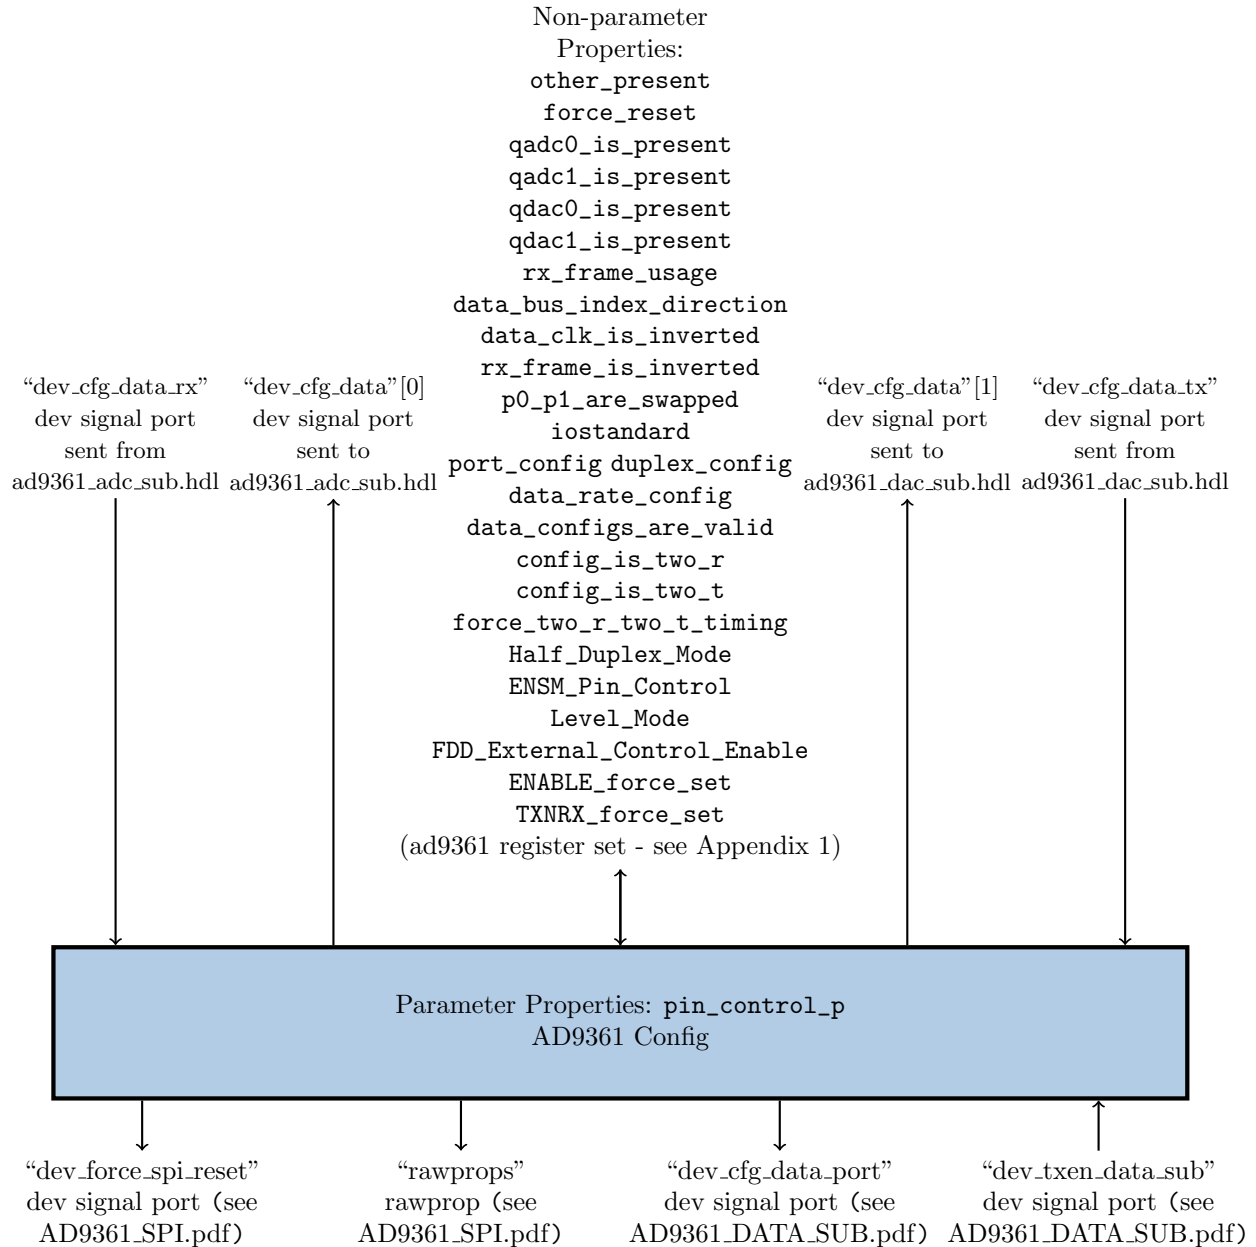 Non-parameter
Properties:
other_present
force_reset
qadc0_is_present
qadc1_is_present
qdac0_is_present
qdac1_is_present
rx_frame_usage
data_bus_index_direction
data_clk_is_inverted
rx_frame_is_inverted
p0_p1_are_swapped
iostandard
port_config duplex_config
data_rate_config
data_configs_are_valid
config_is_two_r
config_is_two_t
force_two_r_two_t_timing
Half_Duplex_Mode
ENSM_Pin_Control
Level_Mode
FDD_External_Control_Enable
ENABLE_force_set
TXNRX_force_set
(ad9361 register set - see Appendix 1)
“dev_cfg_data_rx”
dev signal port
sent from
ad9361_adc_sub.hdl
“dev_cfg_data”[0]
dev signal port
sent to
ad9361_adc_sub.hdl
“dev_cfg_data”[1]
dev signal port
sent to
ad9361_dac_sub.hdl
“dev_cfg_data_tx”
dev signal port
sent from
ad9361_dac_sub.hdl
Parameter Properties: pin_control_p
AD9361 Config
“dev_force_spi_reset”
dev signal port (see
AD9361_SPI.pdf)
“rawprops”
rawprop (see
AD9361_SPI.pdf)
“dev_cfg_data_port”
dev signal port (see
AD9361_DATA_SUB.pdf)
“dev_txen_data_sub”
dev signal port (see
AD9361_DATA_SUB.pdf)